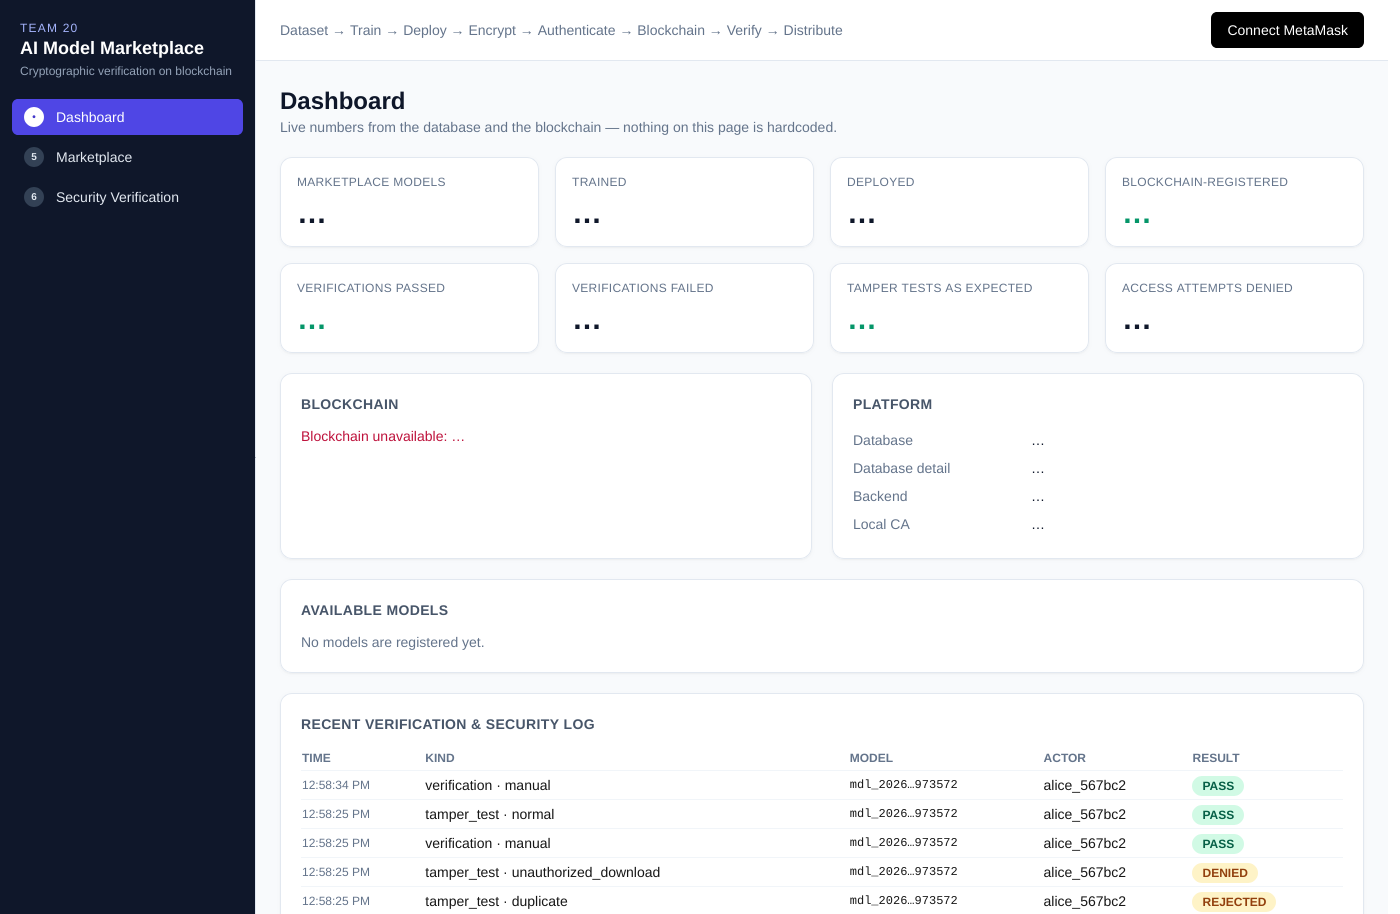 TEAM 20
AI Model Marketplace
Cryptographic verification on blockchain
Dashboard
5 Marketplace
6 Security Verification
Dataset → Train → Deploy → Encrypt → Authenticate → Blockchain → Verify → Distribute
Connect MetaMask
Dashboard
Live numbers from the database and the blockchain — nothing on this page is hardcoded.
MARKETPLACE MODELS
…
TRAINED
…
DEPLOYED
…
BLOCKCHAIN-REGISTERED
…
VERIFICATIONS PASSED
…
VERIFICATIONS FAILED
…
TAMPER TESTS AS EXPECTED
…
ACCESS ATTEMPTS DENIED
…
BLOCKCHAIN
Blockchain unavailable: …
PLATFORM
Database …
Database detail …
Backend …
Local CA …
AVAILABLE MODELS
No models are registered yet.
RECENT VERIFICATION & SECURITY LOG
TIME KIND MODEL ACTOR RESULT
12:58:34 PM verification · manual mdl_2026…973572 alice_567bc2 PASS
12:58:25 PM tamper_test · normal mdl_2026…973572 alice_567bc2 PASS
12:58:25 PM verification · manual mdl_2026…973572 alice_567bc2 PASS
12:58:25 PM tamper_test · unauthorized_download mdl_2026…973572 alice_567bc2 DENIED
12:58:25 PM tamper_test · duplicate mdl_2026…973572 alice_567bc2 REJECTED